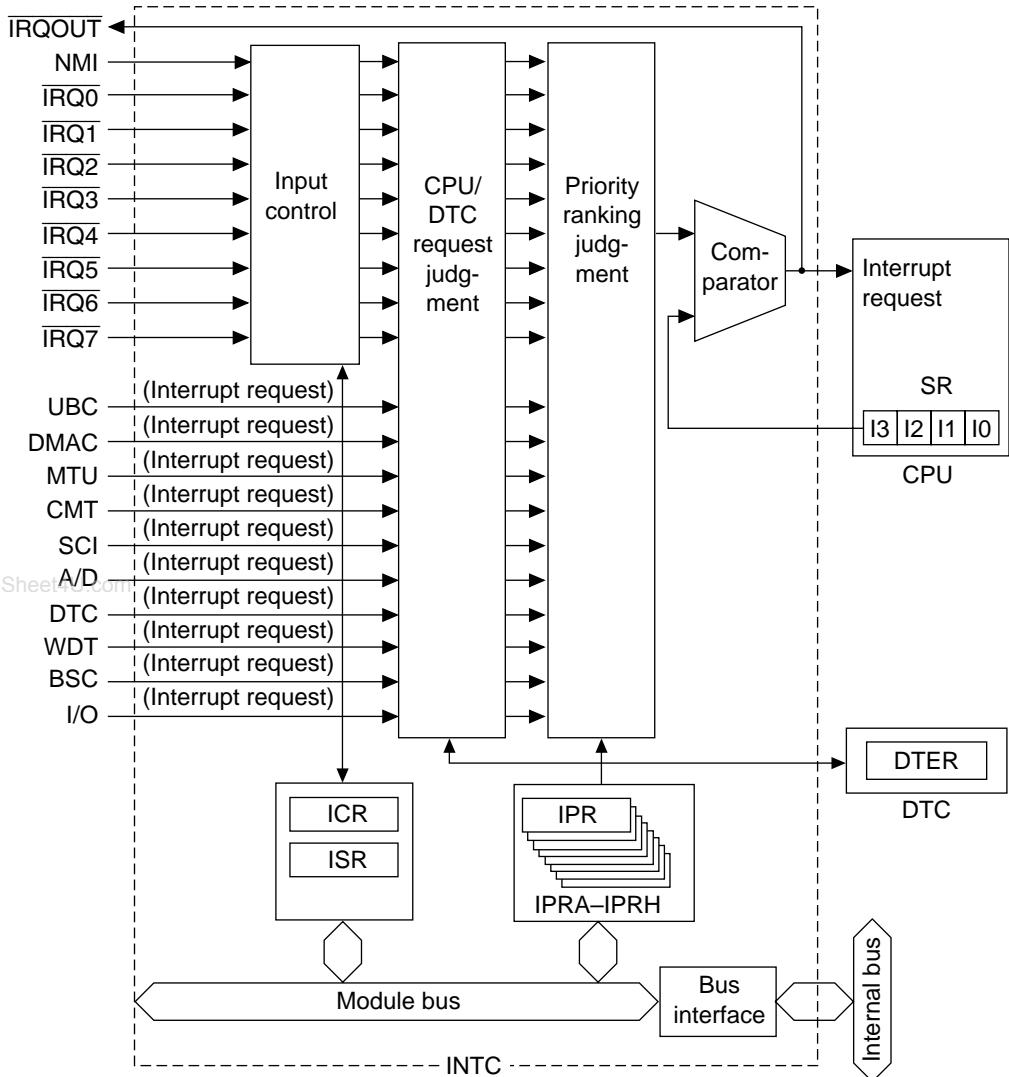 IRQOUT
NMI
IRQ0
IRQ1
IRQ2
IRQ3
IRQ4
IRQ5
IRQ6
IRQ7
UBC
DMAC
MTU
CMT
SCI
A/D
DTC
WDT
BSC
I/O
Sheet4U.com
(Interrupt request)
(Interrupt request)
(Interrupt request)
(Interrupt request)
(Interrupt request)
(Interrupt request)
(Interrupt request)
(Interrupt request)
(Interrupt request)
(Interrupt request)
Input
control
CPU/
DTC
request
judg-
ment
Priority
ranking
judg-
ment
Com-
parator
Interrupt
request
SR
I3 I2 I1 I0
CPU
DTER
DTC
ICR
ISR
IPR
IPRA–IPRH
Module bus
Bus
interface
Internal bus
INTC